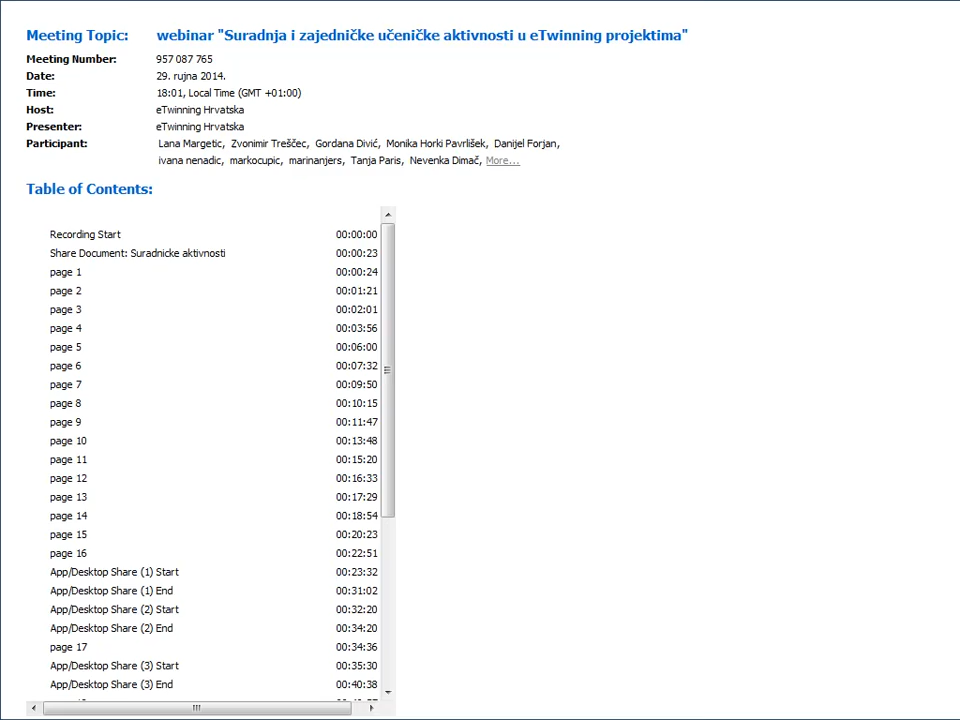 Meeting Topic: webinar "Suradnja i zajedničke učeničke aktivnosti u eTwinning projektima"
Meeting Number: 957 087 765
Date: 29. rujna 2014.
Time: 18:01, Local Time (GMT +01:00)
Host: eTwinning Hrvatska
Presenter: eTwinning Hrvatska
Participant: Lana Margetic, Zvonimir Treščec, Gordana Divić, Monika Horki Pavrlišek, Danijel Forjan,
ivana nenadic, markocupic, marinanjers, Tanja Paris, Nevenka Dimač, More...
Table of Contents:
Recording Start 00:00:00
Share Document: Suradnicke aktivnosti 00:00:23
page 1 00:00:24
page 2 00:01:21
page 3 00:02:01
page 4 00:03:56
page 5 00:06:00
page 6 00:07:32
page 7 00:09:50
page 8 00:10:15
page 9 00:11:47
page 10 00:13:48
page 11 00:15:20
page 12 00:16:33
page 13 00:17:29
page 14 00:18:54
page 15 00:20:23
page 16 00:22:51
App/Desktop Share (1) Start 00:23:32
App/Desktop Share (1) End 00:31:02
App/Desktop Share (2) Start 00:32:20
App/Desktop Share (2) End 00:34:20
page 17 00:34:36
App/Desktop Share (3) Start 00:35:30
App/Desktop Share (3) End 00:40:38